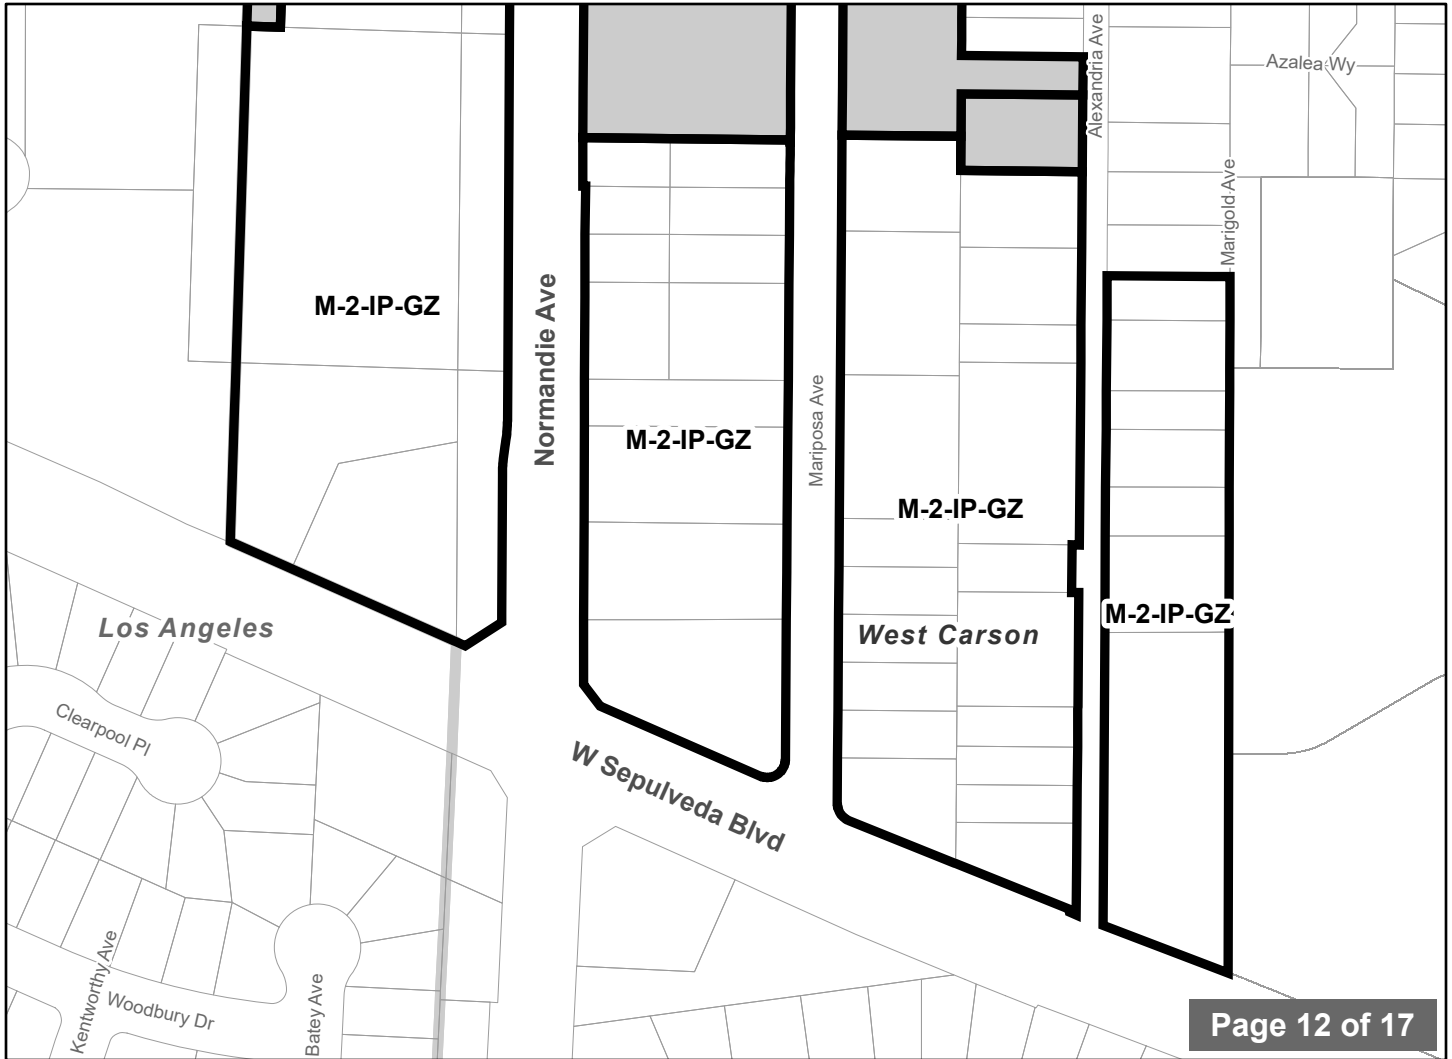 Alexandria Ave
Azalea Wy
Marigold Ave
M-2-IP-GZ
Normandie Ave
M-2-IP-GZ
Mariposa Ave
M-2-IP-GZ
M-2-IP-GZ
Los Angeles
West Carson
Clearpool Pl
W Sepulveda Blvd
Kentworthy Ave
Woodbury Dr
Batey Ave
Page 12 of 17